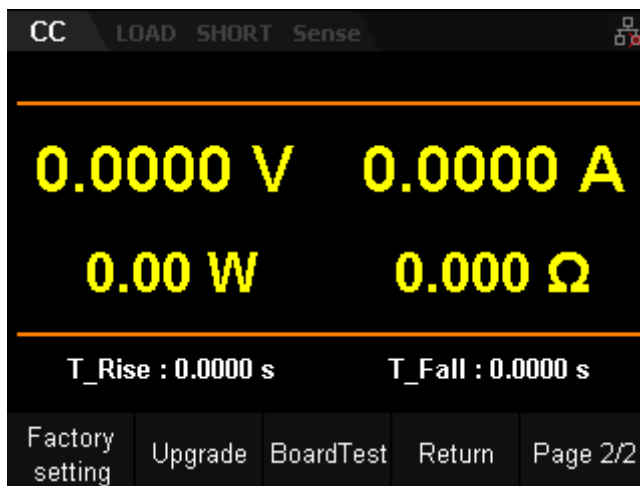 CC LOAD SHORT Sense
0.0000 V 0.0000 A
0.00 W 0.000 Ω
T_Rise : 0.0000 s T_Fall : 0.0000 s
Factory setting Upgrade BoardTest Return Page 2/2